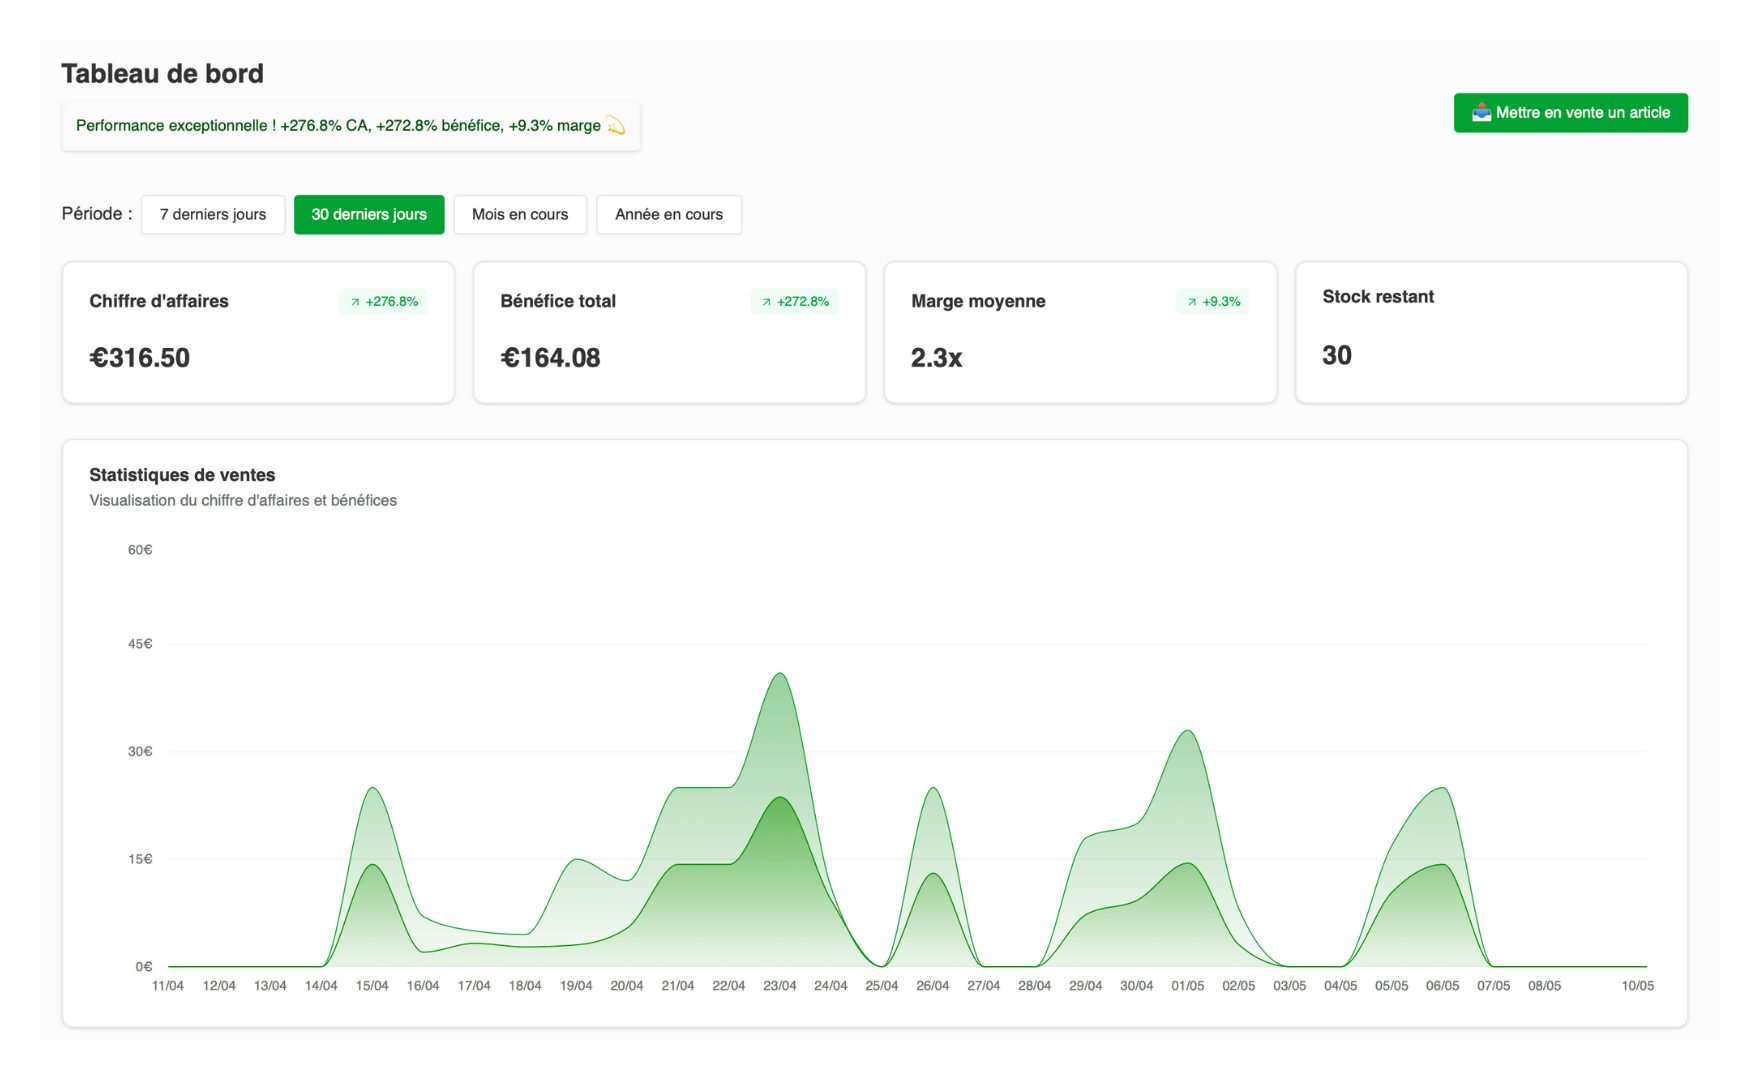 Tableau de bord
Performance exceptionnelle ! +276.8% CA, +272.8% bénéfice, +9.3% marge 💫
📤 Mettre en vente un article
Période : 7 derniers jours 30 derniers jours Mois en cours Année en cours
Chiffre d'affaires +276.8%
€316.50
Bénéfice total +272.8%
€164.08
Marge moyenne +9.3%
2.3x
Stock restant
30
Statistiques de ventes
Visualisation du chiffre d'affaires et bénéfices
60€
45€
30€
15€
0€
11/04 12/04 13/04 14/04 15/04 16/04 17/04 18/04 19/04 20/04 21/04 22/04 23/04 24/04 25/04 26/04 27/04 28/04 29/04 30/04 01/05 02/05 03/05 04/05 05/05 06/05 07/05 08/05 10/05